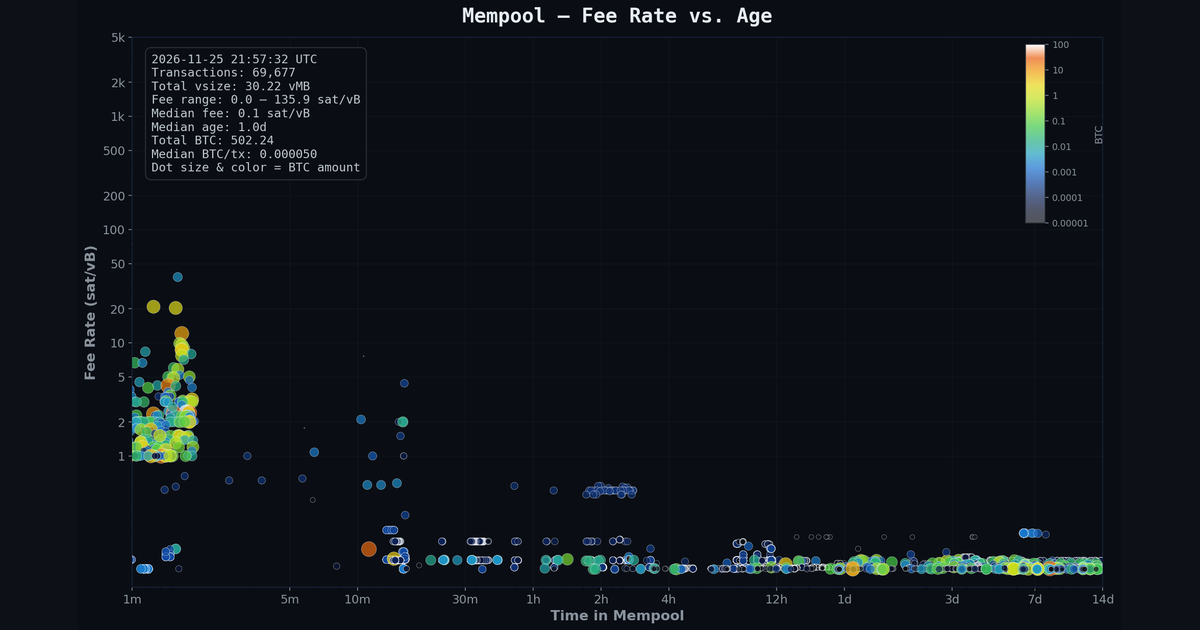 Mempool — Fee Rate vs. Age
2026-11-25 21:57:32 UTC
Transactions: 69,677
Total vsize: 30.22 vMB
Fee range: 0.0 – 135.9 sat/vB
Median fee: 0.1 sat/vB
Median age: 1.0d
Total BTC: 502.24
Median BTC/tx: 0.000050
Dot size & color = BTC amount
100
10
1
0.1
0.01
0.001
0.0001
0.00001
BTC
5k
2k
1k
500
200
100
50
20
10
5
2
1
Fee Rate (sat/vB)
1m 5m 10m 30m 1h 2h 4h 12h 1d 3d 7d 14d
Time in Mempool